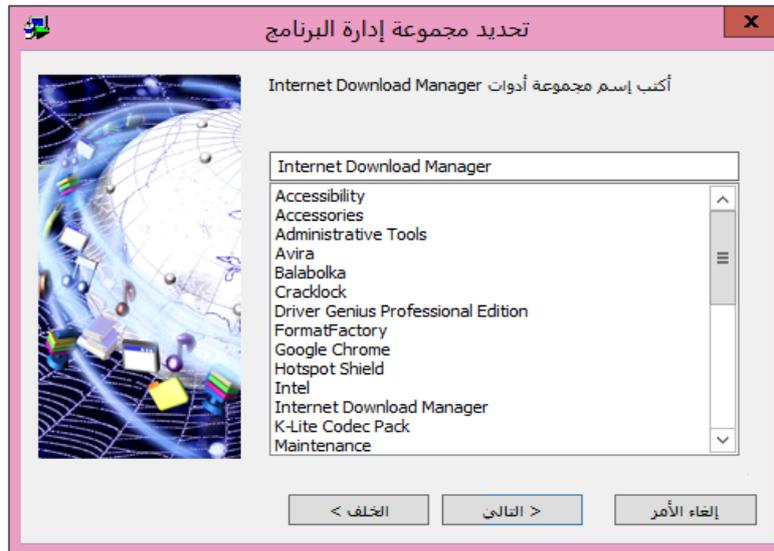 تحديد مجموعة إدارة البرنامج
x
أكتب إسم مجموعة أدوات Internet Download Manager
Internet Download Manager
Accessibility
Accessories
Administrative Tools
Avira
Balabolka
Cracklock
Driver Genius Professional Edition
FormatFactory
Google Chrome
Hotspot Shield
Intel
Internet Download Manager
K-Lite Codec Pack
Maintenance
الخلف >
< التالي
إلغاء الأمر